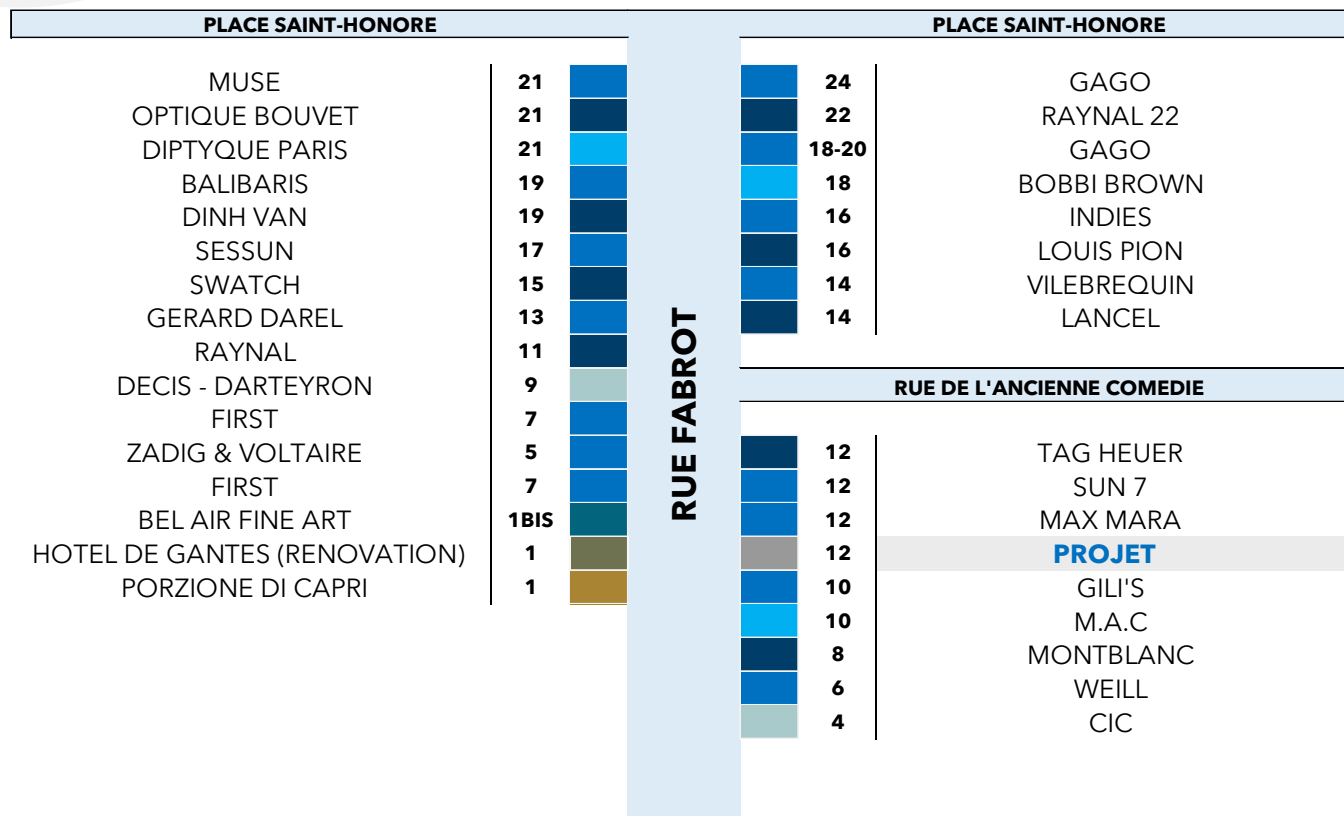 PLACE SAINT-HONORE
MUSE 21
OPTIQUE BOUVET 21
DIPTYQUE PARIS 21
BALIBARIS 19
DINH VAN 19
SESSUN 17
SWATCH 15
GERARD DAREL 13
RAYNAL 11
DECIS - DARTEYRON 9
FIRST 7
ZADIG & VOLTAIRE 5
FIRST 7
BEL AIR FINE ART 1BIS
HOTEL DE GANTES (RENOVATION) 1
PORZIONE DI CAPRI 1
RUE FABROT
PLACE SAINT-HONORE
24 GAGO
22 RAYNAL 22
18-20 GAGO
18 BOBBI BROWN
16 INDIES
16 LOUIS PION
14 VILEBREQUIN
14 LANCEL
RUE DE L'ANCIENNE COMEDIE
12 TAG HEUER
12 SUN 7
12 MAX MARA
12 PROJET
10 GILI'S
10 M.A.C
8 MONTBLANC
6 WEILL
4 CIC